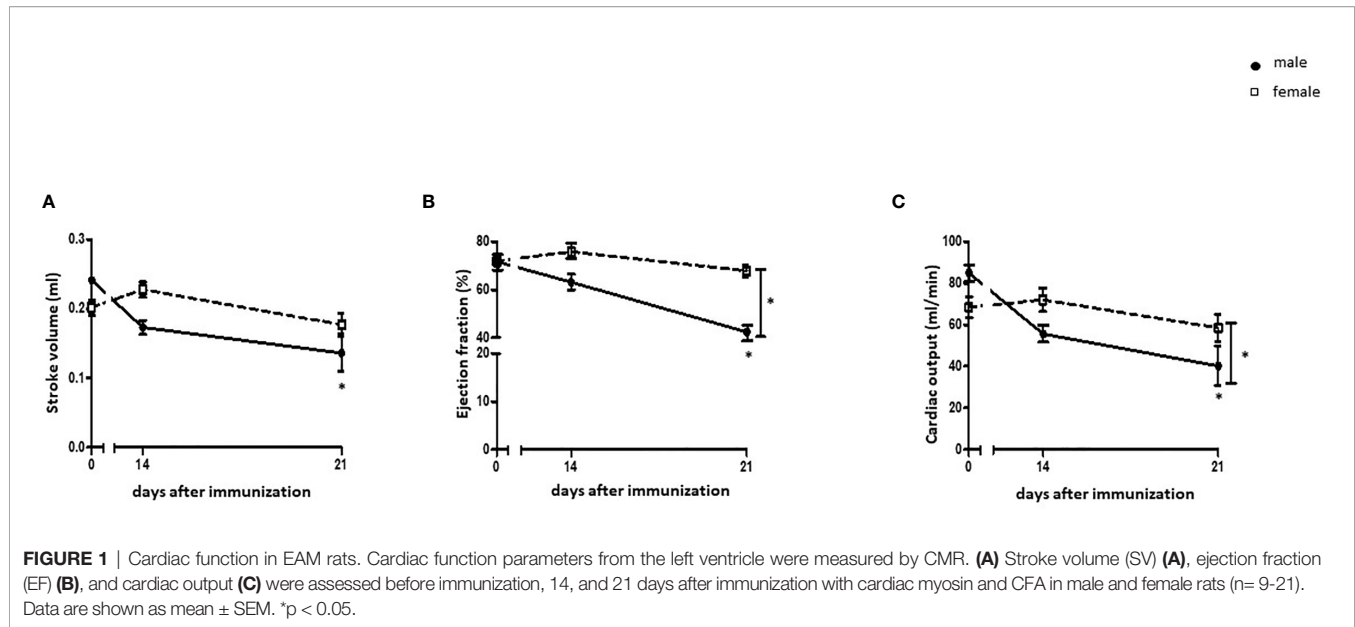 ● male
□ female
A
B
C
Stroke volume (ml)
0.3
0.2
0.1
0.0
0 14 21
days after immunization
*
Ejection fraction (%)
80
60
40
20
10
0
0 14 21
days after immunization
*
*
Cardiac output (ml/min)
100
80
60
40
20
0
0 14 21
days after immunization
*
*
FIGURE 1 | Cardiac function in EAM rats. Cardiac function parameters from the left ventricle were measured by CMR. (A) Stroke volume (SV) (A), ejection fraction
(EF) (B), and cardiac output (C) were assessed before immunization, 14, and 21 days after immunization with cardiac myosin and CFA in male and female rats (n= 9-21).
Data are shown as mean ± SEM. *p < 0.05.